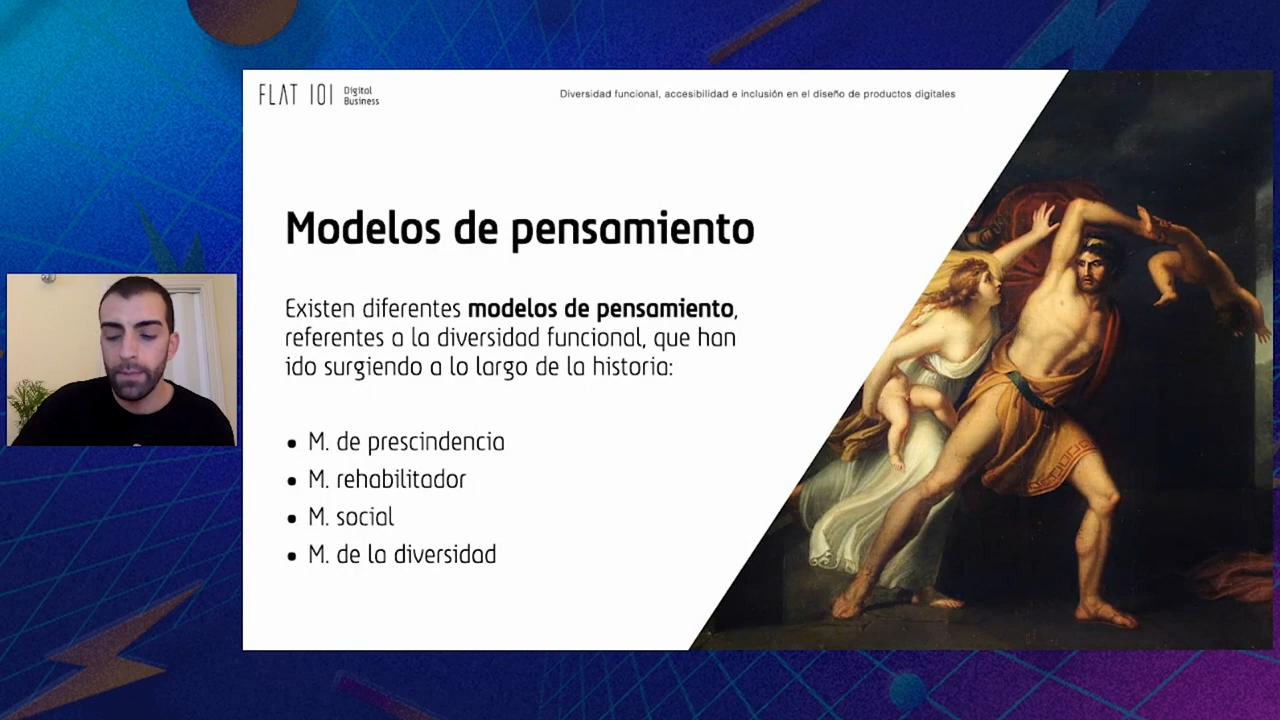 FLAT 101 Digital
Business
Diversidad funcional, accesibilidad e inclusión en el diseño de productos digitales
Modelos de pensamiento
Existen diferentes modelos de pensamiento,
referentes a la diversidad funcional, que han
ido surgiendo a lo largo de la historia:
• M. de prescindencia
• M. rehabilitador
• M. social
• M. de la diversidad